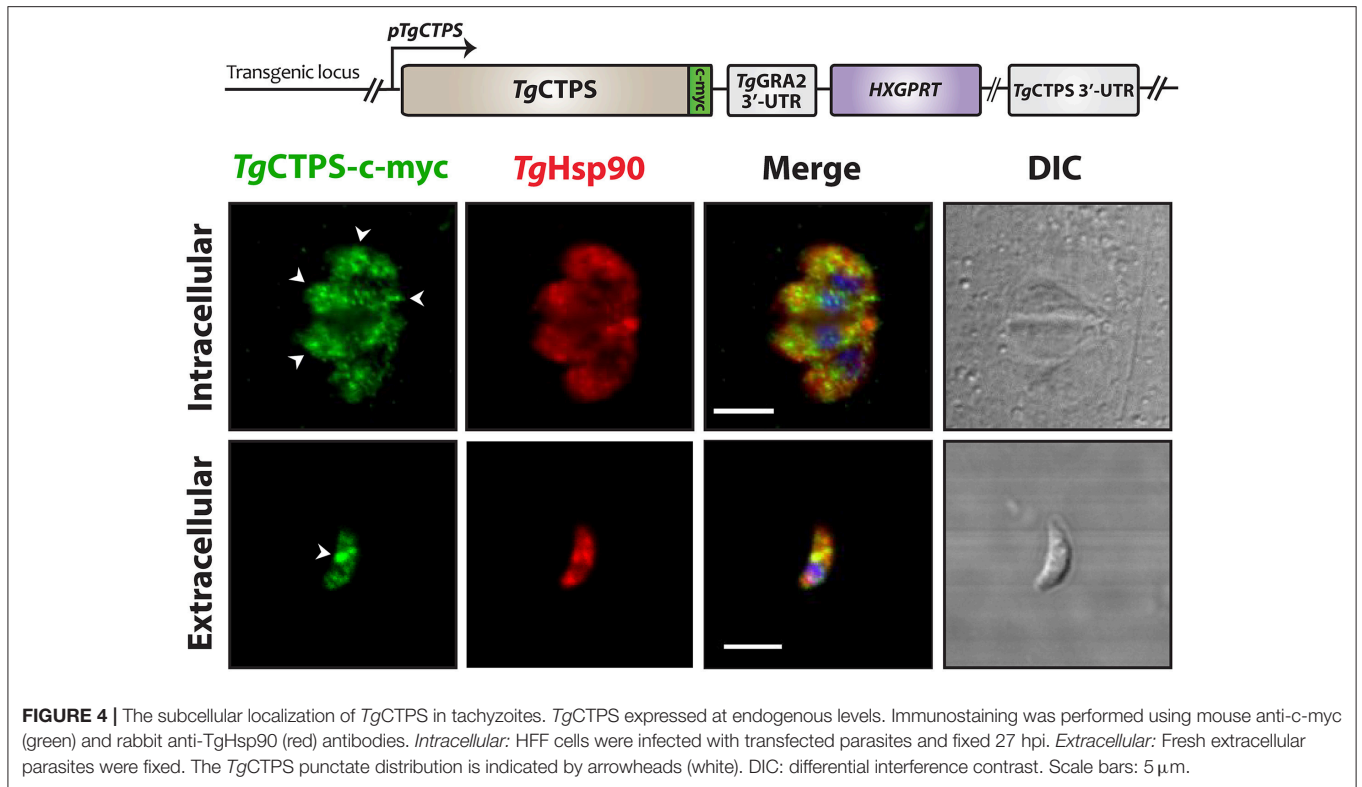 pTgCTPS
Transgenic locus
TgCTPS
c-myc
TgGRA2
3’-UTR
HXGPRT
TgCTPS 3’-UTR
TgCTPS-c-myc TgHsp90 Merge DIC
Intracellular
Extracellular
FIGURE 4 | The subcellular localization of TgCTPS in tachyzoites. TgCTPS expressed at endogenous levels. Immunostaining was performed using mouse anti-c-myc
(green) and rabbit anti-TgHsp90 (red) antibodies. Intracellular: HFF cells were infected with transfected parasites and fixed 27 hpi. Extracellular: Fresh extracellular
parasites were fixed. The TgCTPS punctate distribution is indicated by arrowheads (white). DIC: differential interference contrast. Scale bars: 5 μm.